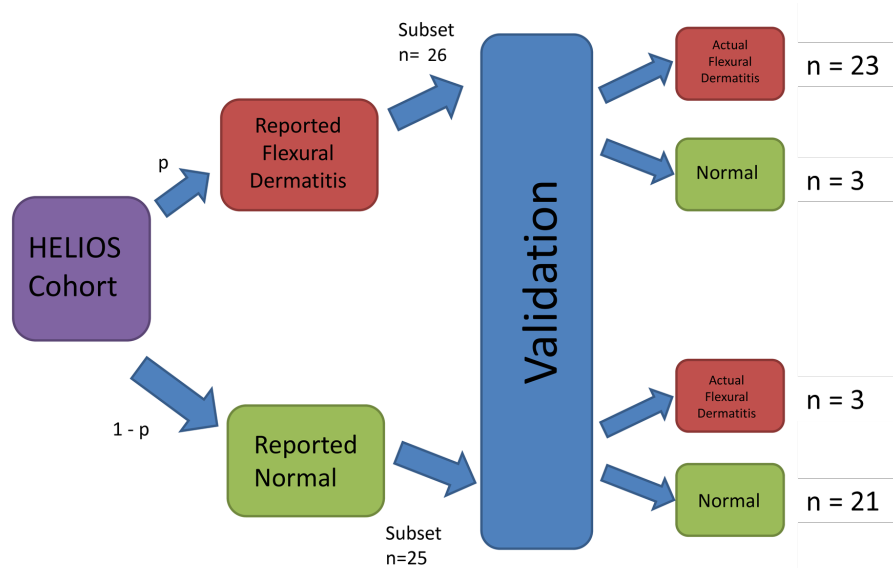 HELIOS
Cohort
p
1 - p
Reported
Flexural
Dermatitis
Reported
Normal
Subset
n= 26
Subset
n=25
Validation
Actual
Flexural
Dermatitis
n = 23
Normal
n = 3
Actual
Flexural
Dermatitis
n = 3
Normal
n = 21